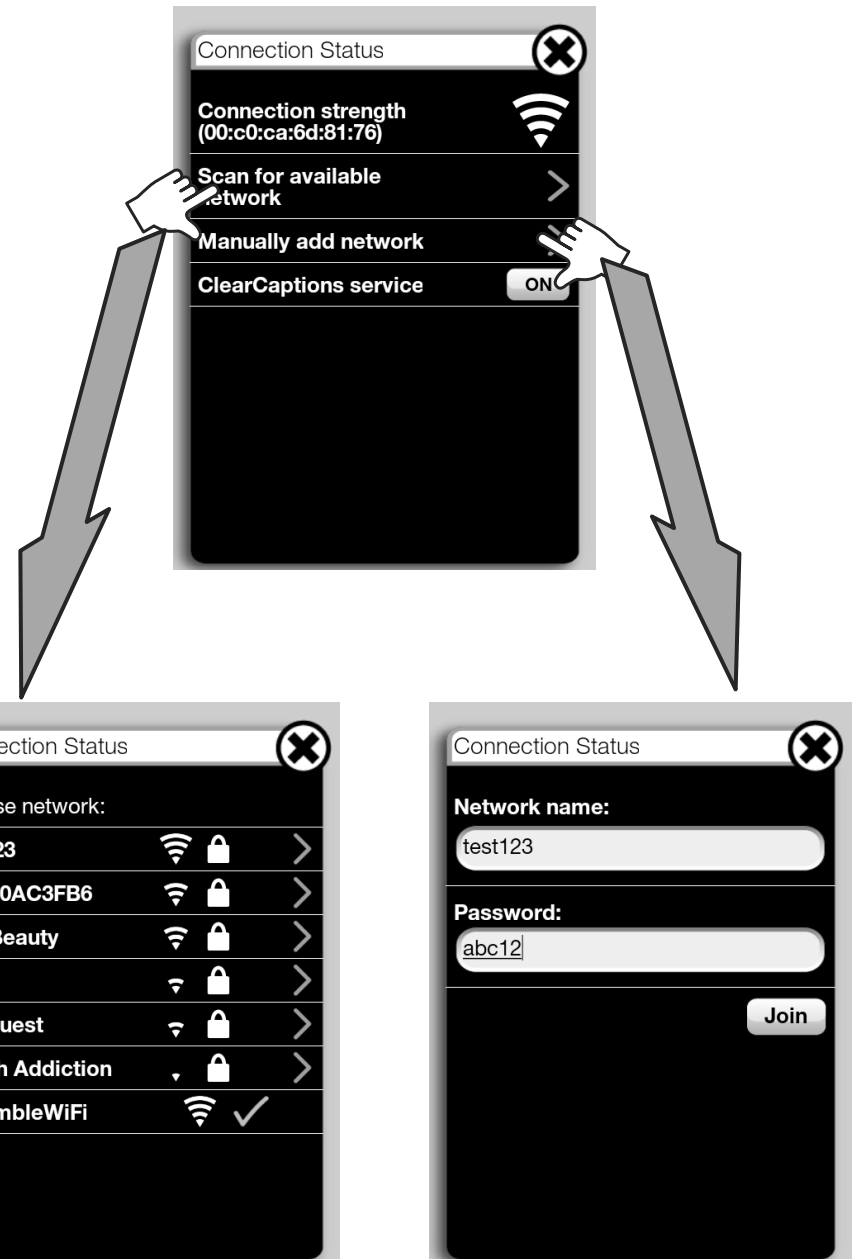 Connection Status
Connection strength
(00:c0:ca:6d:81:76)
Scan for available
network
Manually add network
ClearCaptions service
ON
ection Status
se network:
23
0AC3FB6
Beauty
uest
h Addiction
mbleWiFi
Connection Status
Network name:
test123
Password:
abc12
Join